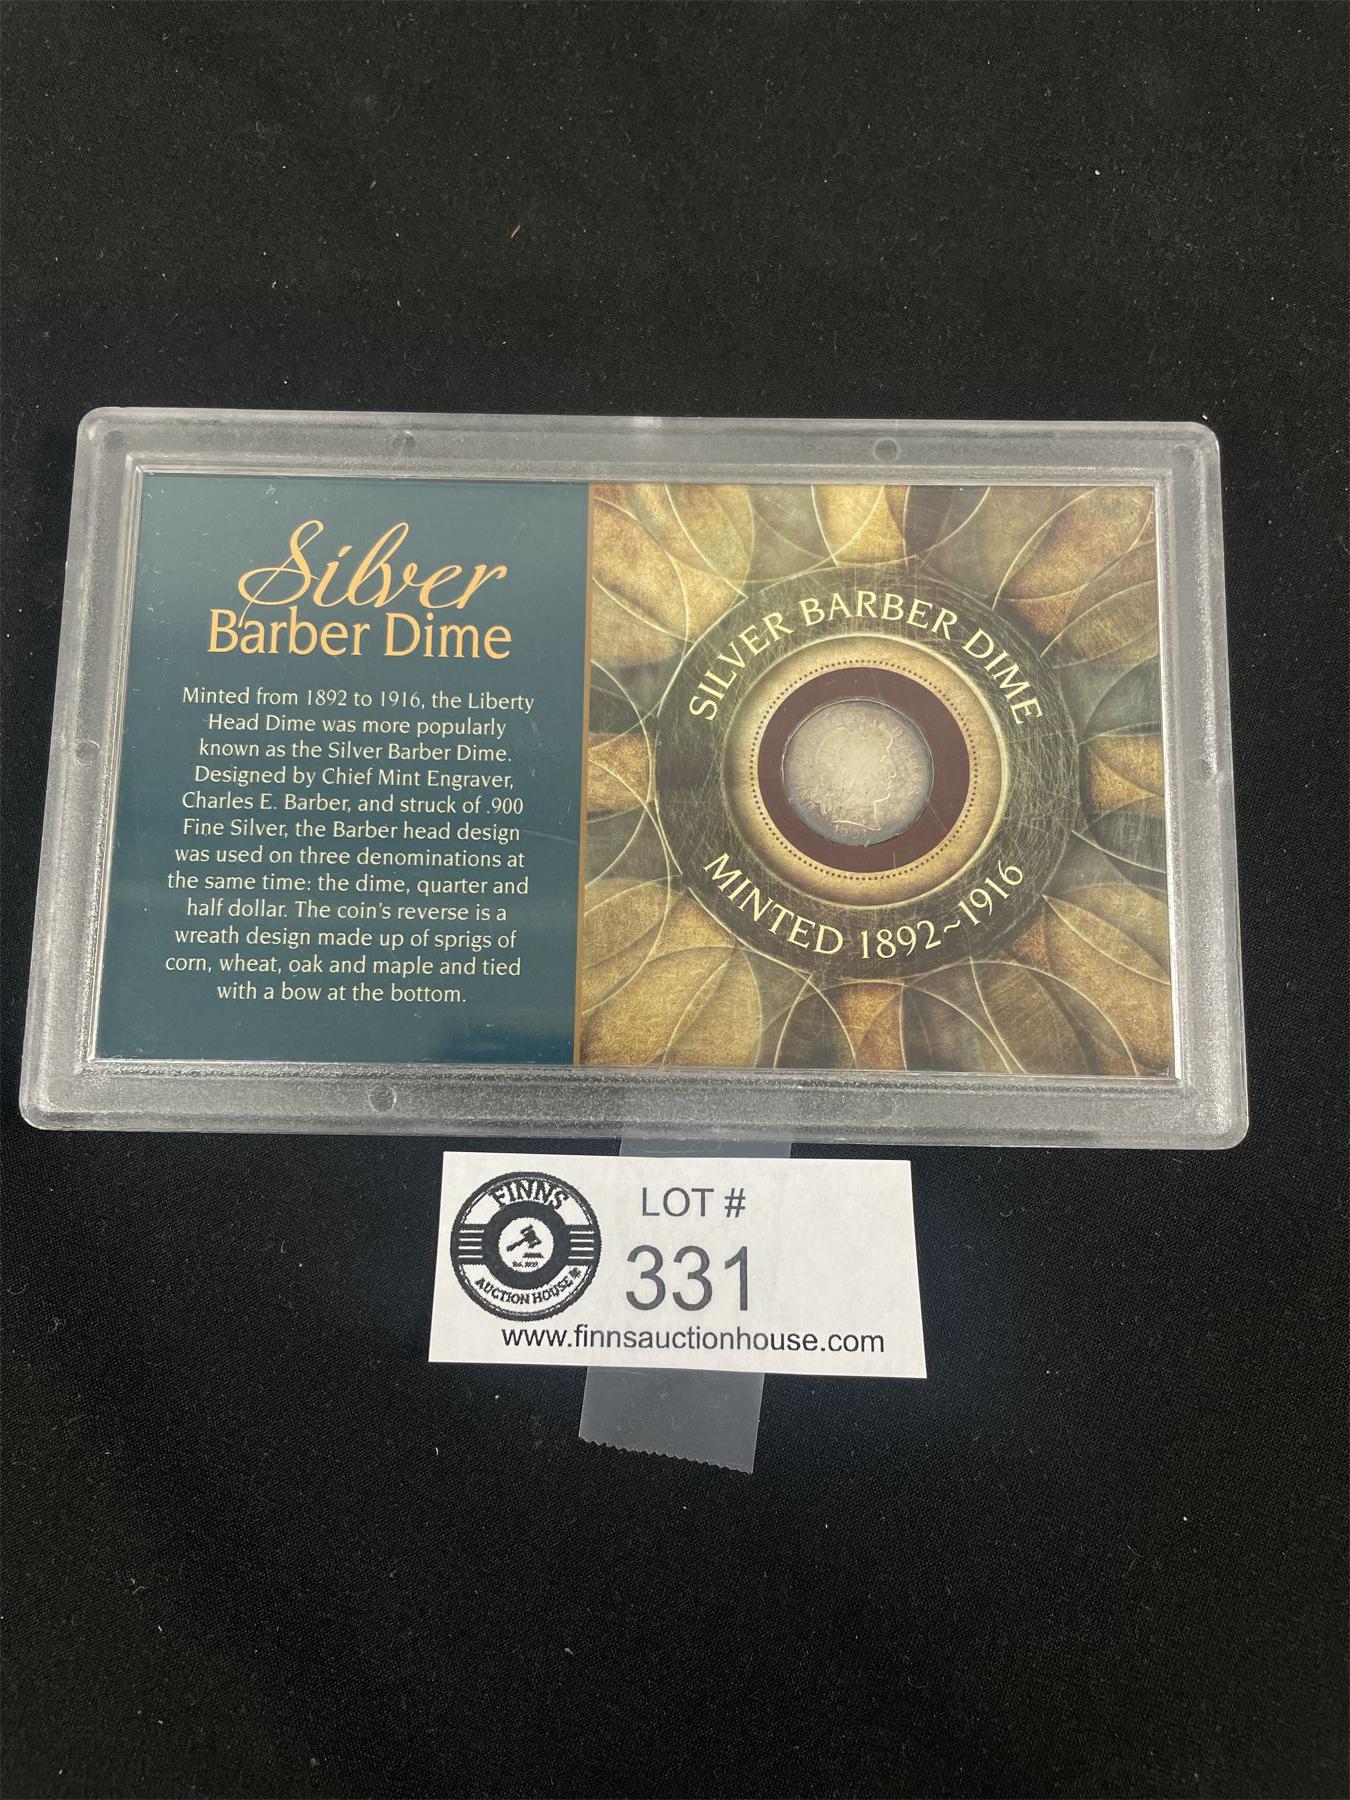 Silver
Barber Dime
Minted from 1892 to 1916, the Liberty
Head Dime was more popularly
known as the Silver Barber Dime.
Designed by Chief Mint Engraver,
Charles E. Barber, and struck of .900
Fine Silver, the Barber head design
was used on three denominations at
the same time: the dime, quarter and
half dollar. The coin's reverse is a
wreath design made up of sprigs of
corn, wheat, oak and maple and tied
with a bow at the bottom.
SILVER BARBER DIME
MINTED 1892~1916
FINNS
AUCTION HOUSE
LOT #
331
www.finnsauctionhouse.com